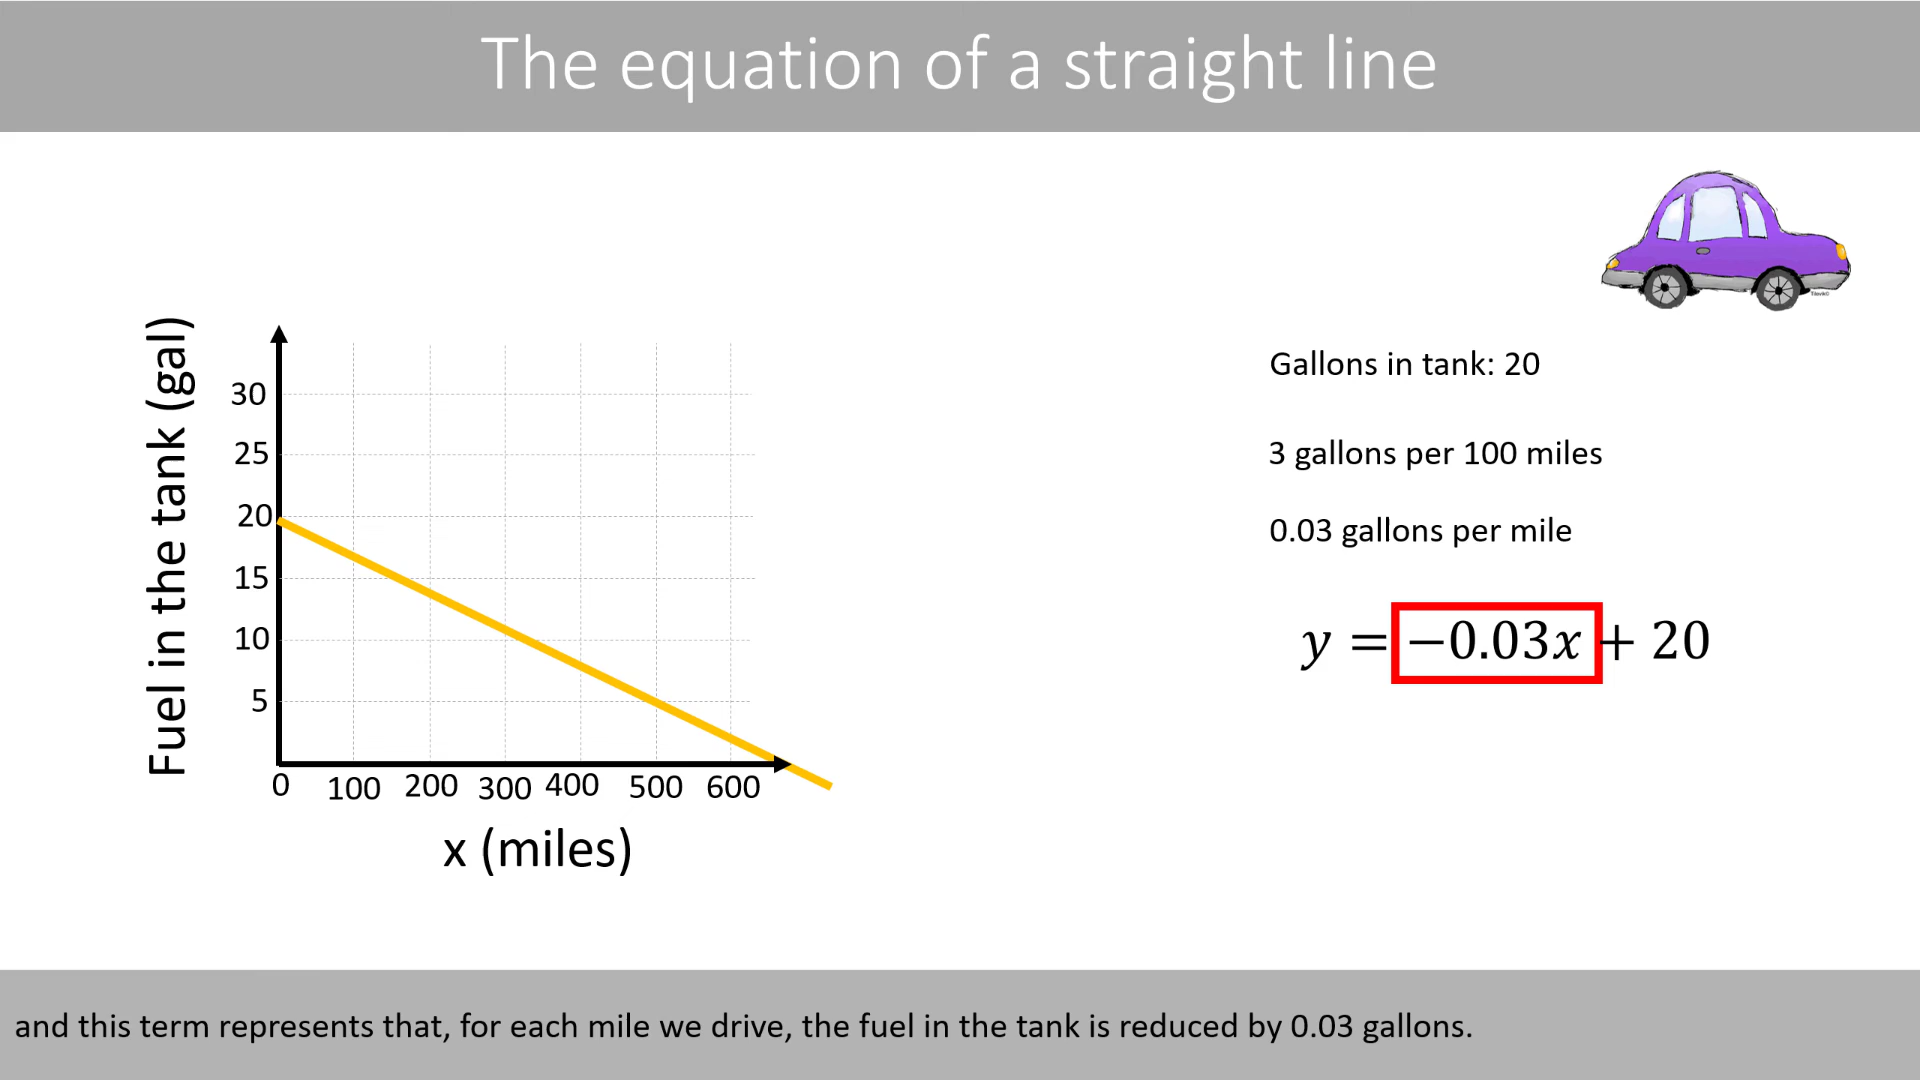 The equation of a straight line
Fuel in the tank (gal)
30
25
20
15
10
5
0 100 200 300 400 500 600
x (miles)
Gallons in tank: 20
3 gallons per 100 miles
0.03 gallons per mile
y = −0.03x + 20
and this term represents that, for each mile we drive, the fuel in the tank is reduced by 0.03 gallons.